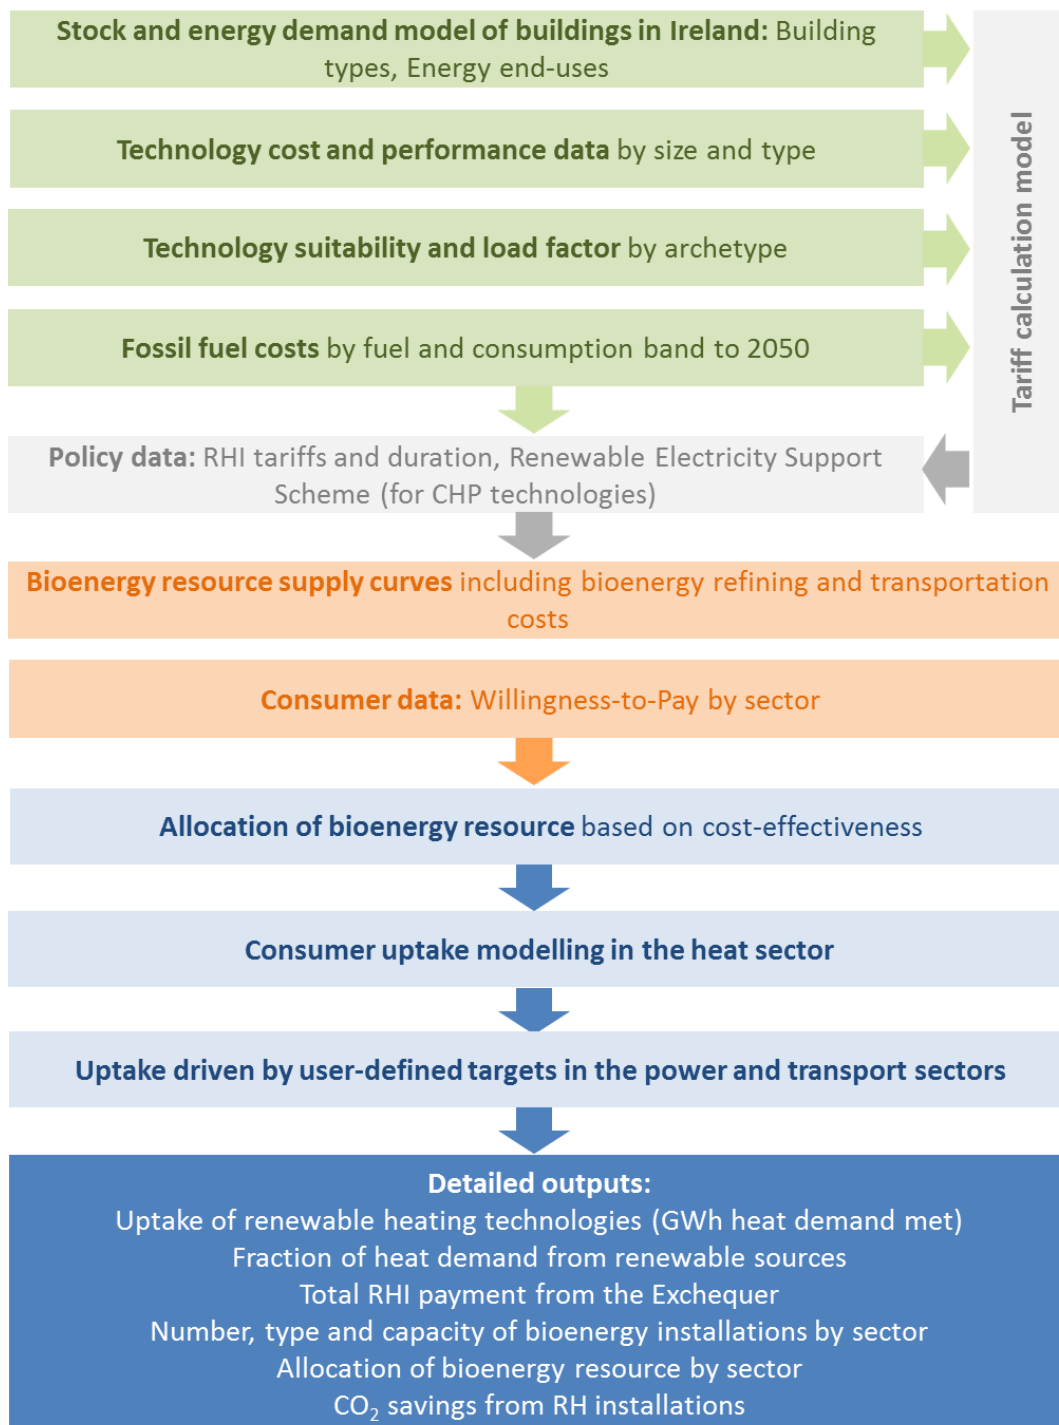 Stock and energy demand model of buildings in Ireland: Building
types, Energy end-uses
Technology cost and performance data by size and type
Technology suitability and load factor by archetype
Fossil fuel costs by fuel and consumption band to 2050
Tariff calculation model
Policy data: RHI tariffs and duration, Renewable Electricity Support
Scheme (for CHP technologies)
Bioenergy resource supply curves including bioenergy refining and transportation
costs
Consumer data: Willingness-to-Pay by sector
Allocation of bioenergy resource based on cost-effectiveness
Consumer uptake modelling in the heat sector
Uptake driven by user-defined targets in the power and transport sectors
Detailed outputs:
Uptake of renewable heating technologies (GWh heat demand met)
Fraction of heat demand from renewable sources
Total RHI payment from the Exchequer
Number, type and capacity of bioenergy installations by sector
Allocation of bioenergy resource by sector
CO₂ savings from RH installations